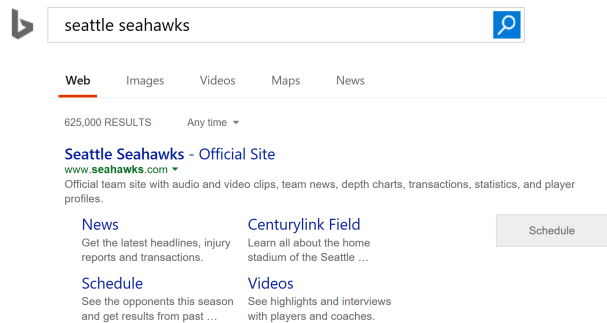 seattle seahawks
Web Images Videos Maps News
625,000 RESULTS Any time
Seattle Seahawks - Official Site
www.seahawks.com
Official team site with audio and video clips, team news, depth charts, transactions, statistics, and player
profiles.
News
Get the latest headlines, injury
reports and transactions.
Centurylink Field
Learn all about the home
stadium of the Seattle ...
Schedule
Schedule
See the opponents this season
and get results from past ...
Videos
See highlights and interviews
with players and coaches.